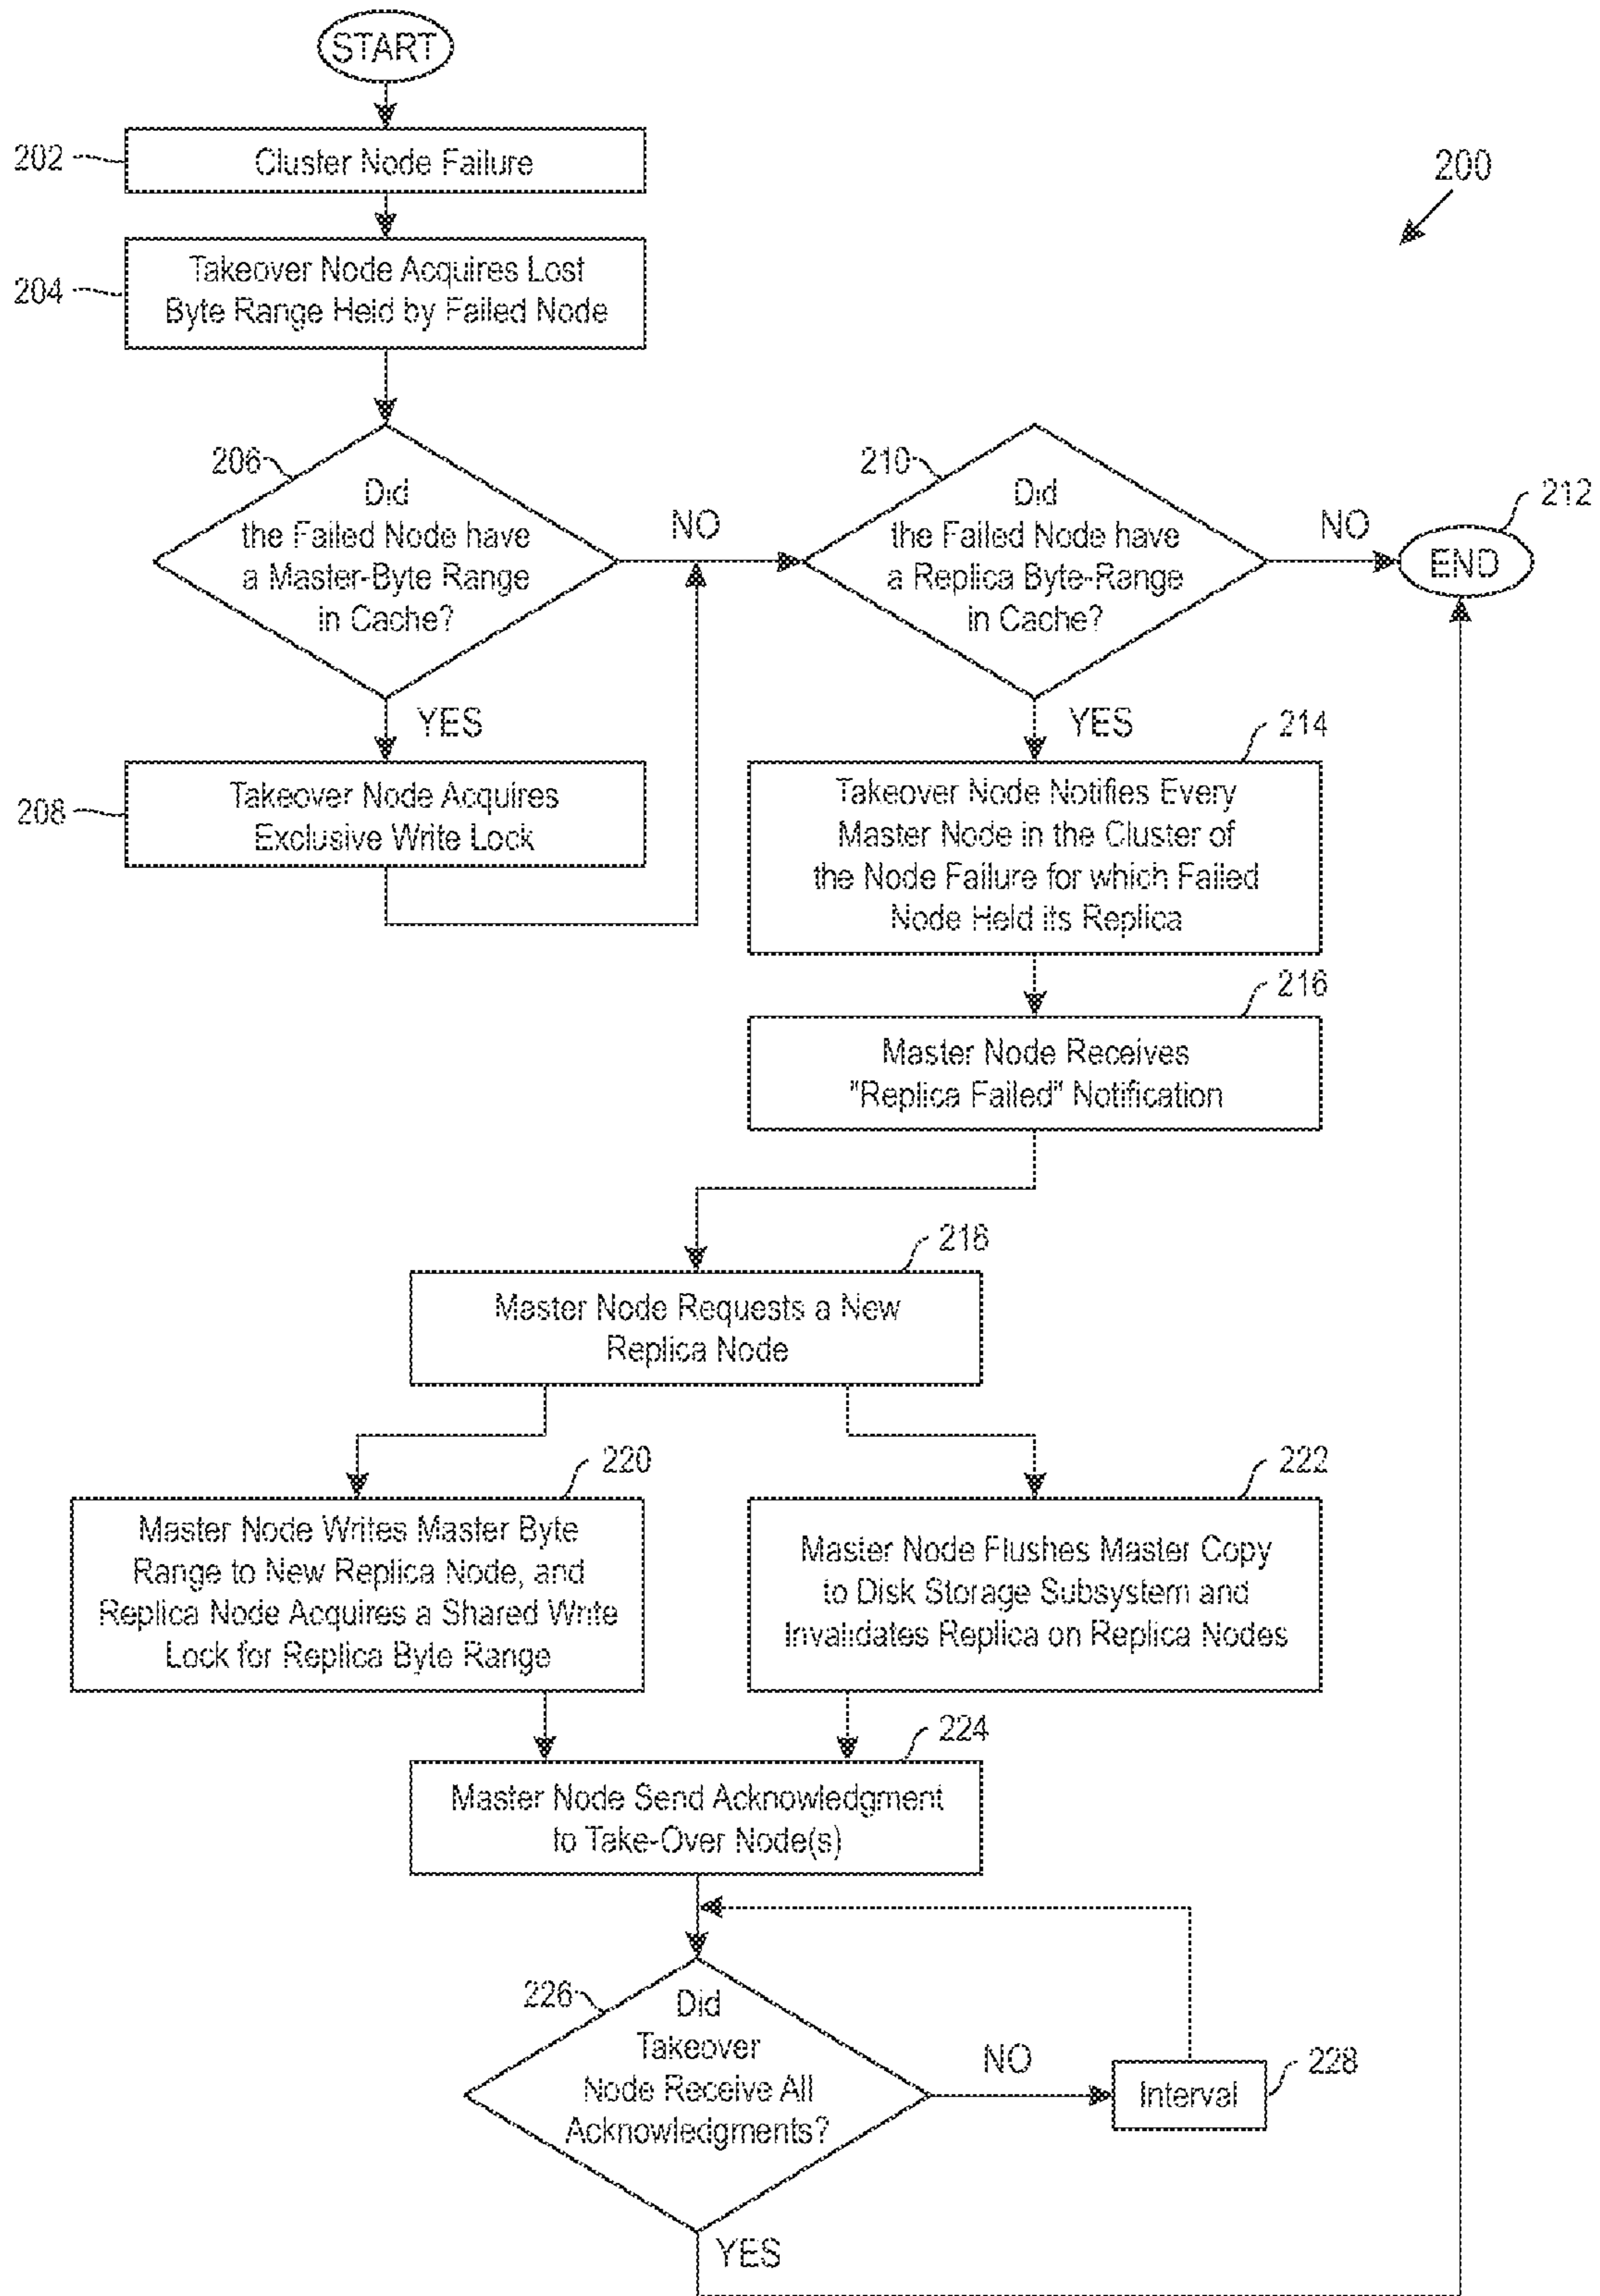 START
202
Cluster Node Failure
200
204
Takeover Node Acquires Lost
Byte Range Held by Failed Node
206
Did
the Failed Node have
a Master-Byte Range
in Cache?
NO
YES
210
Did
the Failed Node have
a Replica Byte-Range
in Cache?
NO
YES
212
END
208
Takeover Node Acquires
Exclusive Write Lock
214
Takeover Node Notifies Every
Master Node in the Cluster of
the Node Failure for which Failed
Node Held its Replica
216
Master Node Receives
"Replica Failed" Notification
218
Master Node Requests a New
Replica Node
220
Master Node Writes Master Byte
Range to New Replica Node, and
Replica Node Acquires a Shared Write
Lock for Replica Byte Range
222
Master Node Flushes Master Copy
to Disk Storage Subsystem and
Invalidates Replica on Replica Nodes
224
Master Node Send Acknowledgment
to Take-Over Node(s)
226
Did
Takeover
Node Receive All
Acknowledgments?
NO
Interval
228
YES